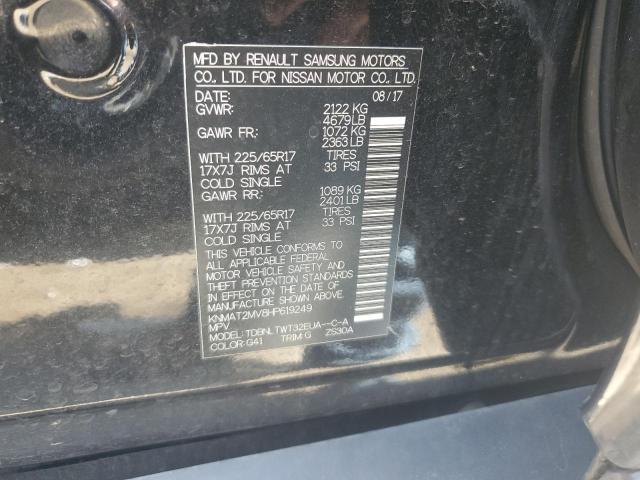 MFD BY RENAULT SAMSUNG MOTORS
CO., LTD. FOR NISSAN MOTOR CO., LTD.
DATE: 08/17
GVWR: 2122 KG
4679 LB
GAWR FR: 1072 KG
2363 LB
WITH 225/65R17 TIRES
17X7J RIMS AT 33 PSI
COLD SINGLE
GAWR RR: 1089 KG
2401 LB
WITH 225/65R17 TIRES
17X7J RIMS AT 33 PSI
COLD SINGLE
THIS VEHICLE CONFORMS TO
ALL APPLICABLE FEDERAL
MOTOR VEHICLE SAFETY AND
THEFT PREVENTION STANDARDS
IN EFFECT ON THE DATE OF
MANUFACTURE SHOWN ABOVE.
KNMAT2MV8HP619249
MPV
MODEL: TDBNLTWT32EUA--C-A
COLOR: G41 TRIM: G ZS30A